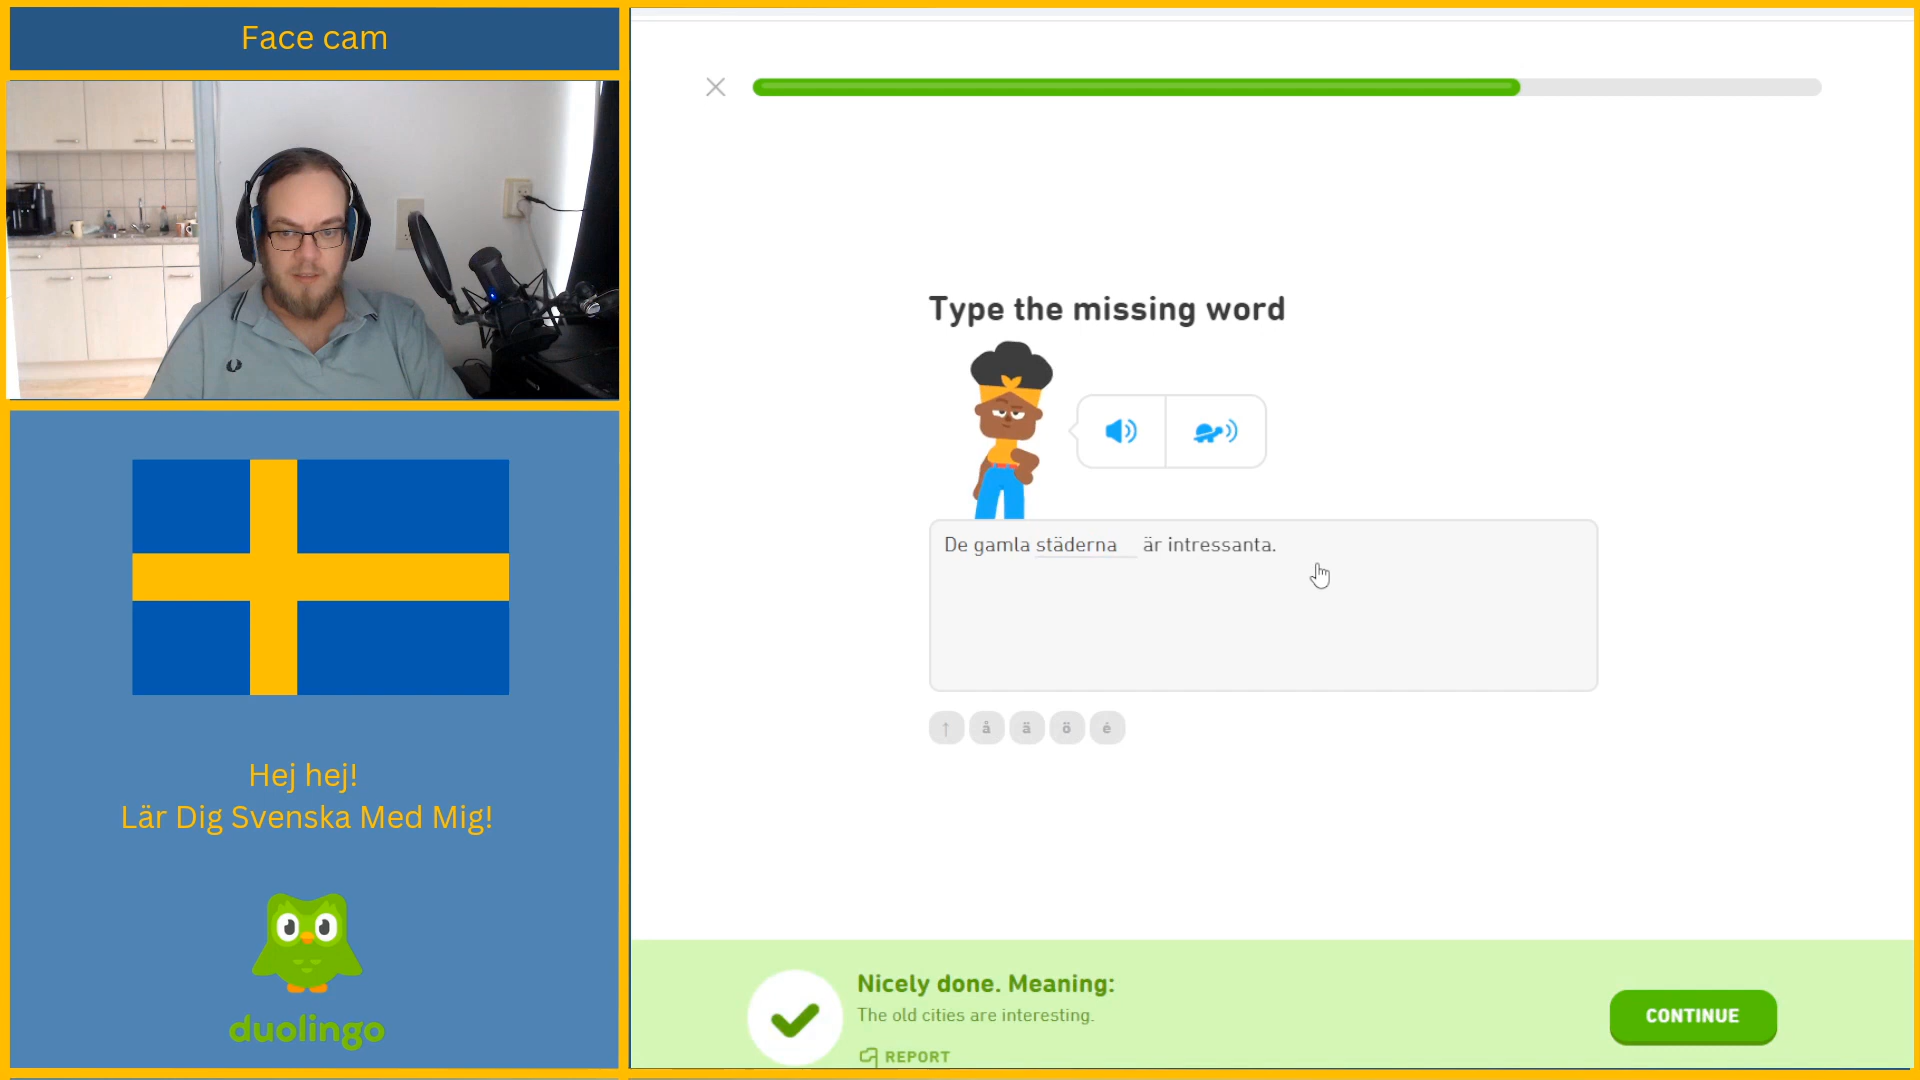 Face cam
Hej hej!
Lär Dig Svenska Med Mig!
duolingo
Type the missing word
De gamla städerna är intressanta.
↑ å ä ö é
Nicely done. Meaning:
The old cities are interesting.
REPORT
CONTINUE